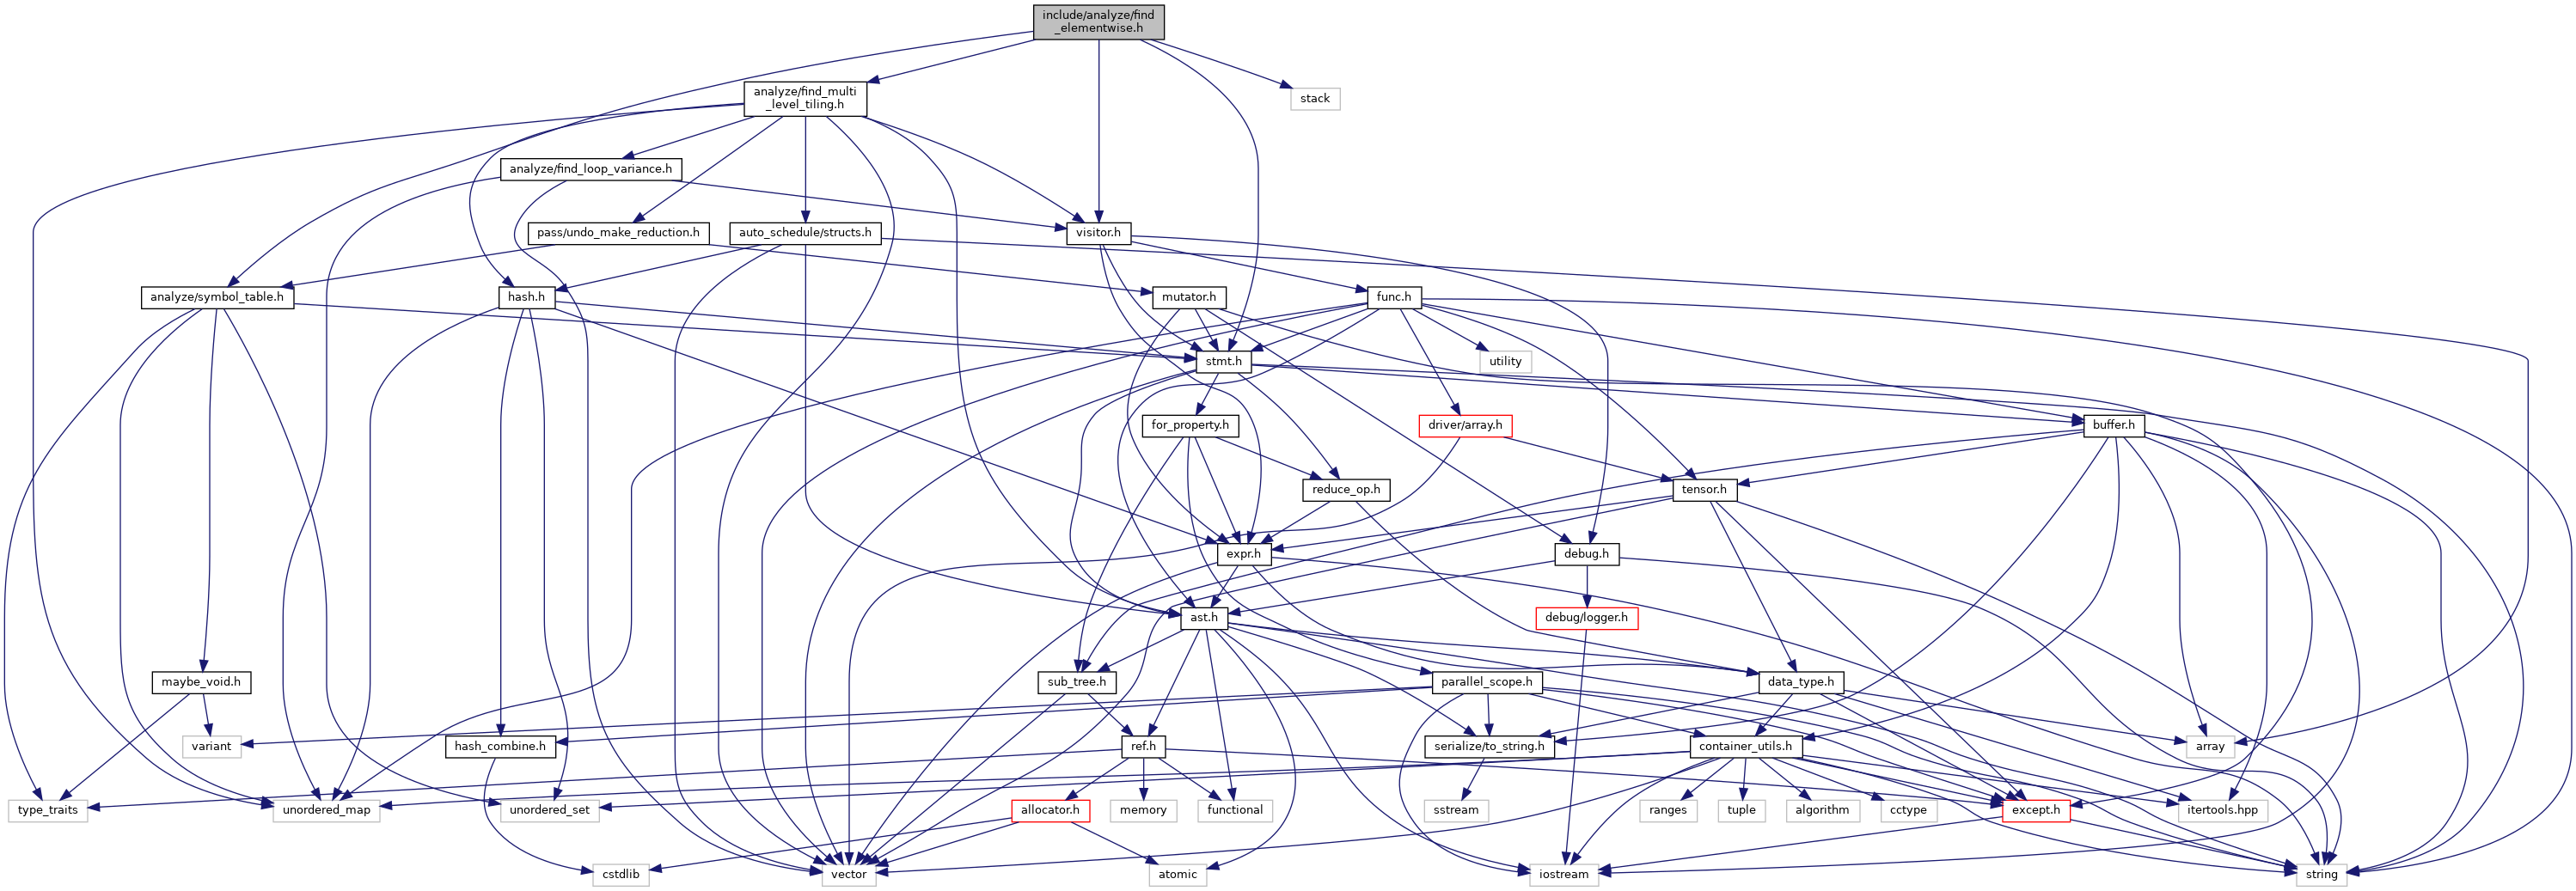 include/analyze/find
_elementwise.h
analyze/find_multi
_level_tiling.h
stack
analyze/find_loop_variance.h
pass/undo_make_reduction.h
auto_schedule/structs.h
visitor.h
analyze/symbol_table.h
hash.h
mutator.h
func.h
stmt.h
utility
for_property.h
driver/array.h
buffer.h
reduce_op.h
tensor.h
expr.h
debug.h
ast.h
debug/logger.h
maybe_void.h
sub_tree.h
parallel_scope.h
data_type.h
variant
hash_combine.h
ref.h
serialize/to_string.h
container_utils.h
array
type_traits
unordered_map
unordered_set
allocator.h
memory
functional
sstream
ranges
tuple
algorithm
cctype
except.h
itertools.hpp
cstdlib
vector
atomic
iostream
string